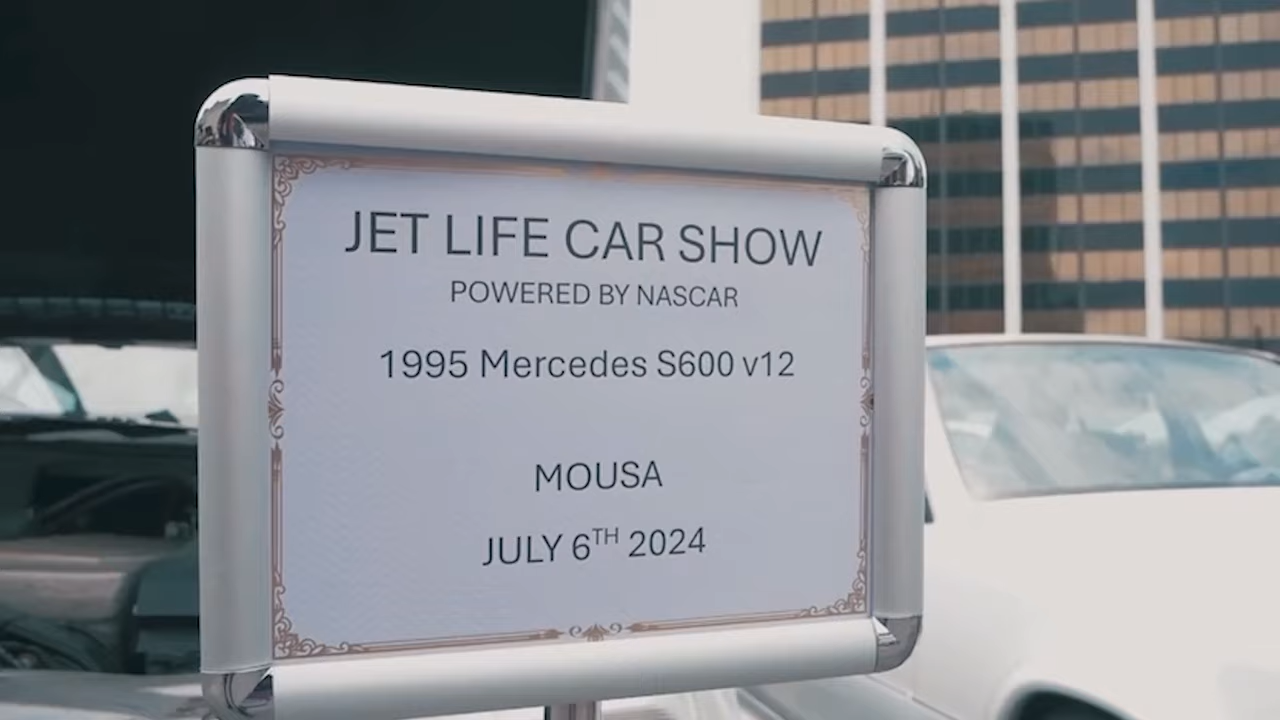 JET LIFE CAR SHOW
POWERED BY NASCAR
1995 Mercedes S600 v12
MOUSA
JULY 6TH 2024